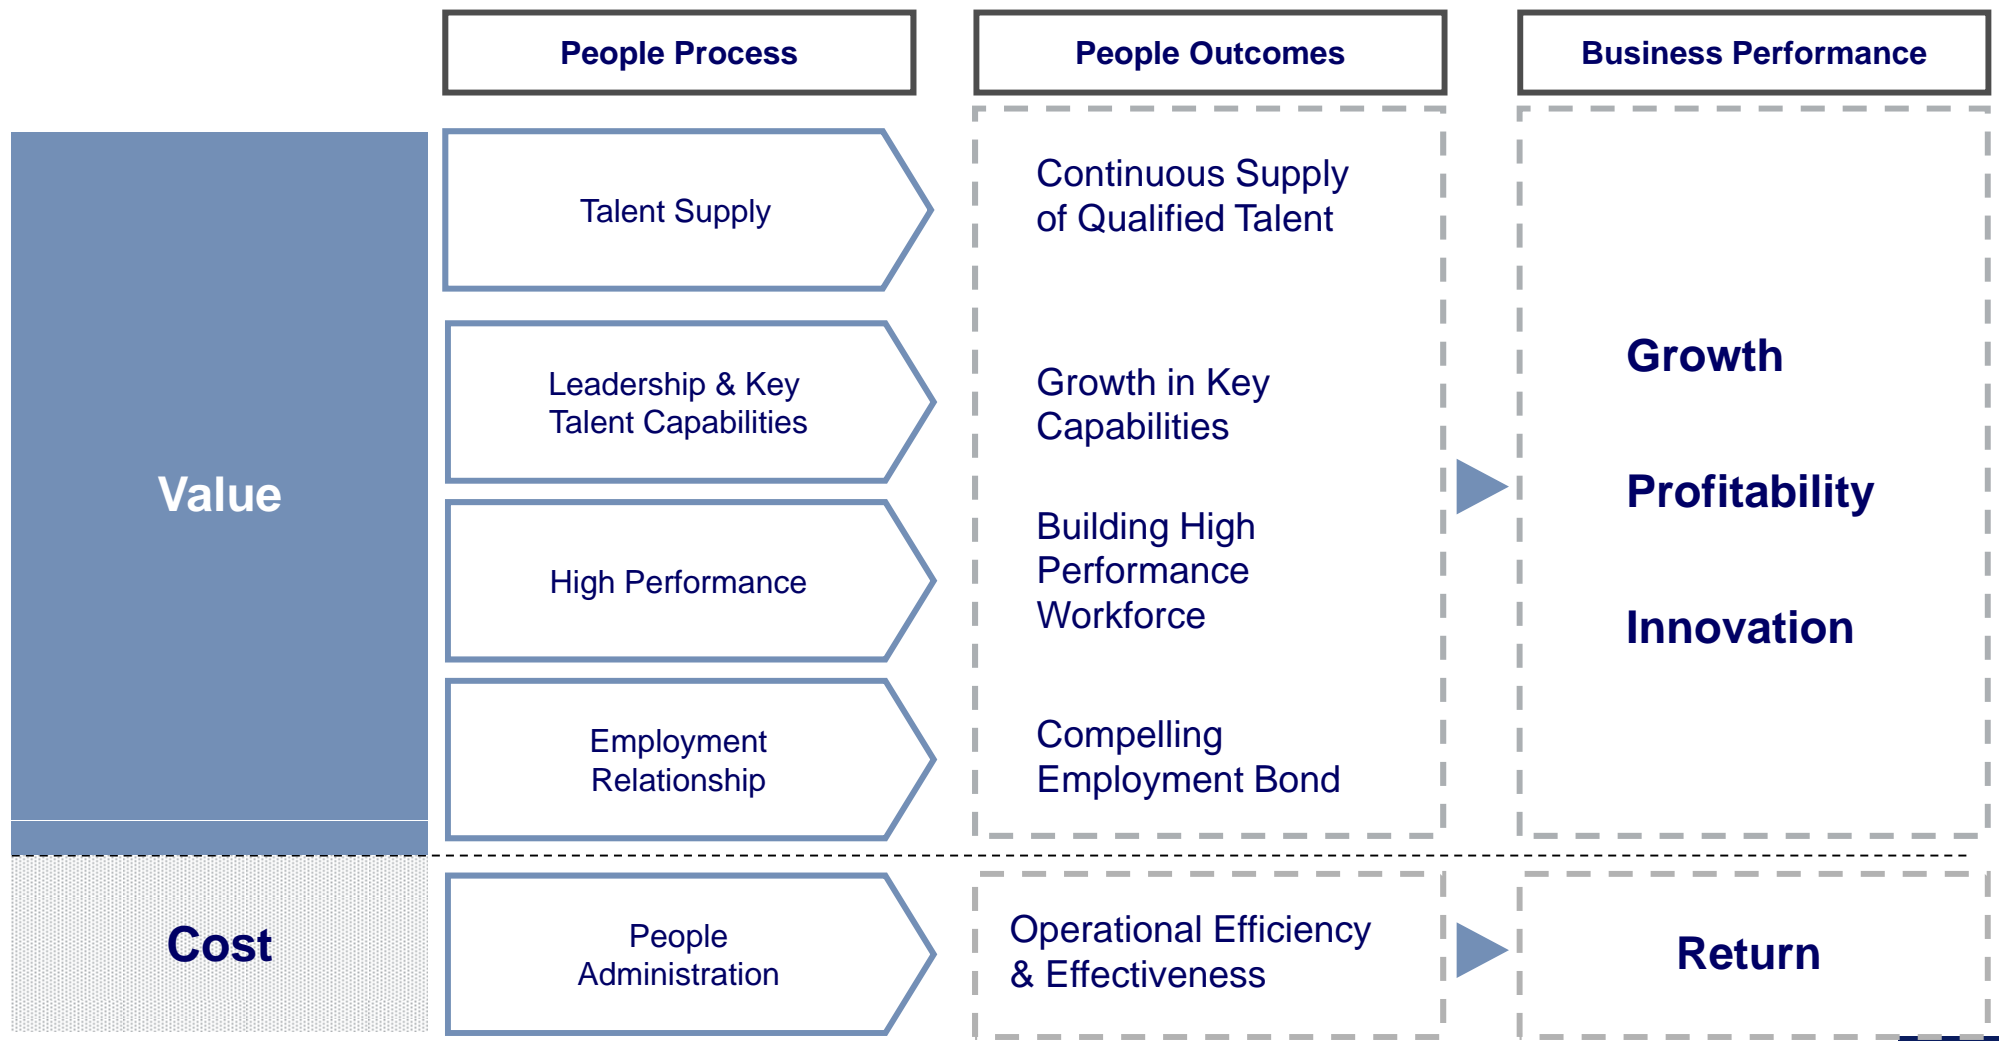 People Process
People Outcomes
Business Performance
Value
Talent Supply
Continuous Supply
of Qualified Talent
Leadership & Key
Talent Capabilities
Growth in Key
Capabilities
High Performance
Building High
Performance
Workforce
Employment
Relationship
Compelling
Employment Bond
Growth
Profitability
Innovation
Cost
People
Administration
Operational Efficiency
& Effectiveness
Return